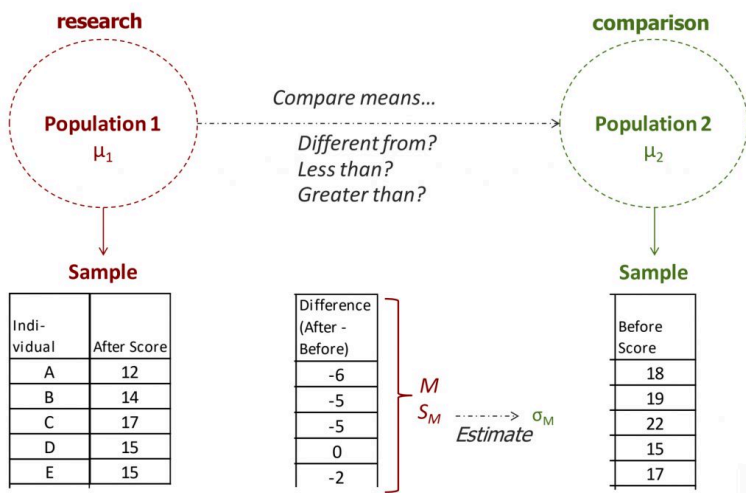 research
comparison
Population 1
μ₁
Compare means...
Different from?
Less than?
Greater than?
Population 2
μ₂
Sample
Sample
Indi-
vidual
After Score
A 12
B 14
C 17
D 15
E 15
Difference
(After -
Before)
-6
-5
-5
0
-2
M
S_M
Estimate
σ_M
Before
Score
18
19
22
15
17